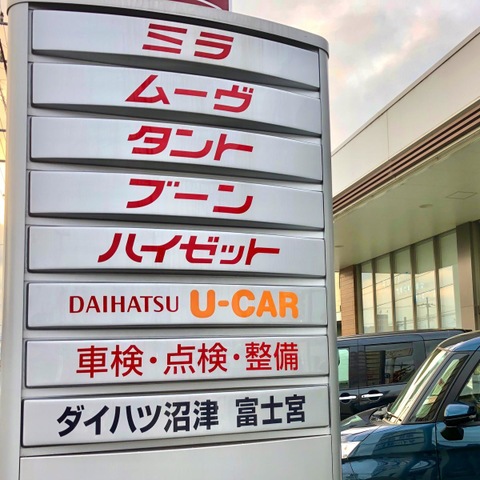 ミラ
ムーヴ
タント
ブーン
ハイゼット
DAIHATSU U-CAR
車検・点検・整備
ダイハツ沼津 富士宮